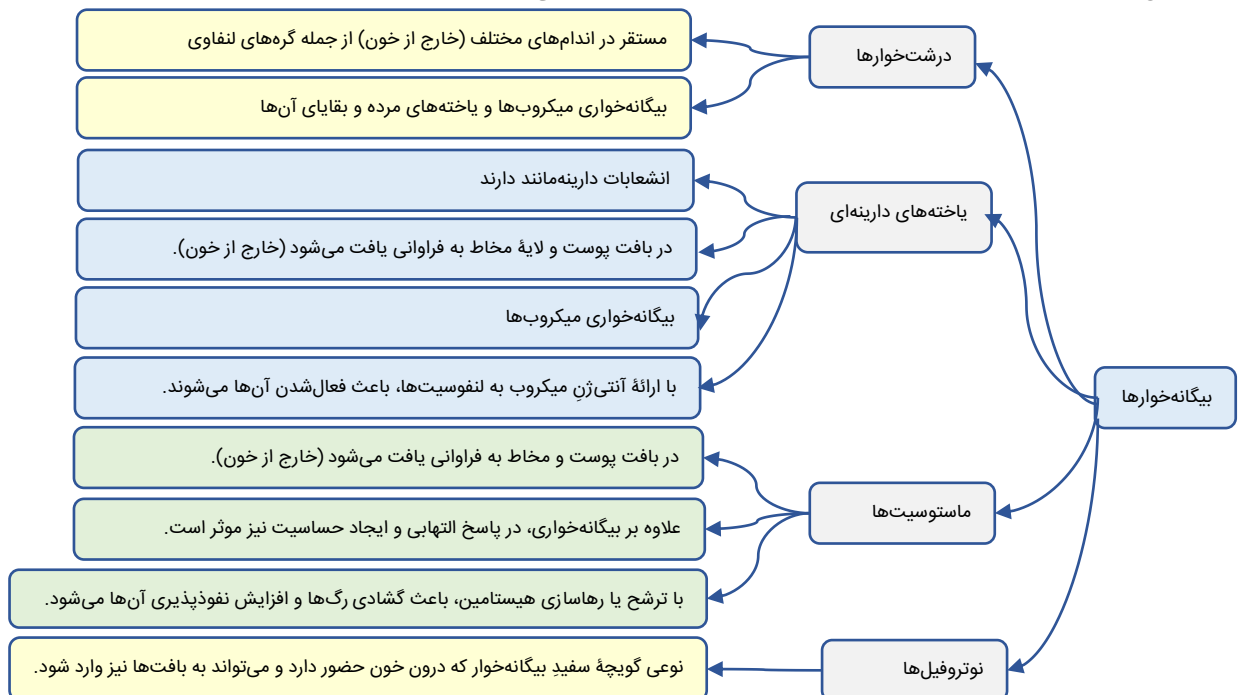 بیگانه‌خوارها
درشت‌خوارها
مستقر در اندام‌های مختلف (خارج از خون) از جمله گره‌های لنفاوی
بیگانه‌خواری میکروب‌ها و یاخته‌های مرده و بقایای آن‌ها
یاخته‌های دارینه‌ای
انشعابات دارینه‌مانند دارند
در بافت پوست و لایۀ مخاط به فراوانی یافت می‌شود (خارج از خون).
بیگانه‌خواری میکروب‌ها
با ارائۀ آنتی‌ژنِ میکروب به لنفوسیت‌ها، باعث فعال‌شدن آن‌ها می‌شوند.
ماستوسیت‌ها
در بافت پوست و مخاط به فراوانی یافت می‌شود (خارج از خون).
علاوه بر بیگانه‌خواری، در پاسخ التهابی و ایجاد حساسیت نیز موثر است.
با ترشح یا رهاسازی هیستامین، باعث گشادی رگ‌ها و افزایش نفوذپذیری آن‌ها می‌شود.
نوتروفیل‌ها
نوعی گویچۀ سفیدِ بیگانه‌خوار که درون خون حضور دارد و می‌تواند به بافت‌ها نیز وارد شود.